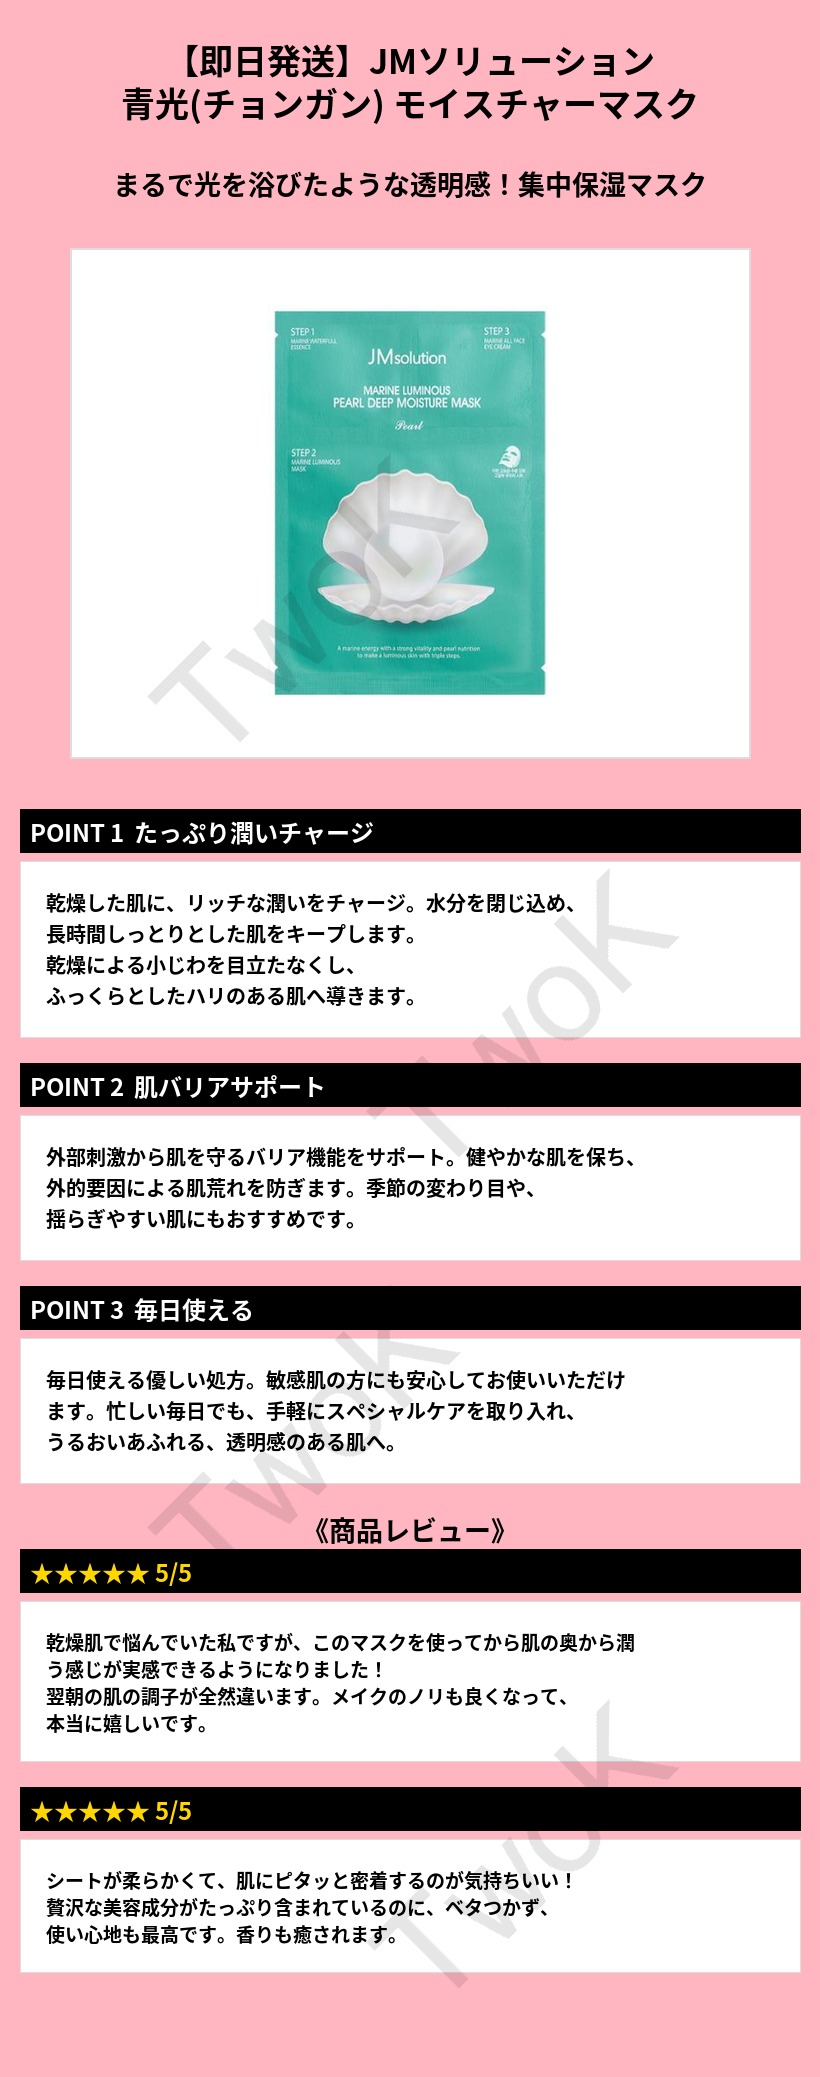 【即日発送】JMソリューション
青光(チョンガン) モイスチャーマスク
まるで光を浴びたような透明感！集中保湿マスク
STEP 1
MARINE WATERFULL
ESSENCE
STEP 3
MARINE ALL FACE
EYE CREAM
JMsolution
MARINE LUMINOUS
PEARL DEEP MOISTURE MASK
Pearl
STEP 2
MARINE LUMINOUS
MASK
A marine energy with a strong vitality and pearl nutrition
to make a luminous skin with triple steps.
TwoK
POINT 1 たっぷり潤いチャージ
乾燥した肌に、リッチな潤いをチャージ。水分を閉じ込め、
長時間しっとりとした肌をキープします。
乾燥による小じわを目立たなくし、
ふっくらとしたハリのある肌へ導きます。
TwoK
POINT 2 肌バリアサポート
外部刺激から肌を守るバリア機能をサポート。健やかな肌を保ち、
外的要因による肌荒れを防ぎます。季節の変わり目や、
揺らぎやすい肌にもおすすめです。
POINT 3 毎日使える
毎日使える優しい処方。敏感肌の方にも安心してお使いいただけ
ます。忙しい毎日でも、手軽にスペシャルケアを取り入れ、
うるおいあふれる、透明感のある肌へ。
TwoK
《商品レビュー》
★★★★★ 5/5
乾燥肌で悩んでいた私ですが、このマスクを使ってから肌の奥から潤
う感じが実感できるようになりました！
翌朝の肌の調子が全然違います。メイクのノリも良くなって、
本当に嬉しいです。
★★★★★ 5/5
シートが柔らかくて、肌にピタッと密着するのが気持ちいい！
贅沢な美容成分がたっぷり含まれているのに、ベタつかず、
使い心地も最高です。香りも癒されます。
TwoK